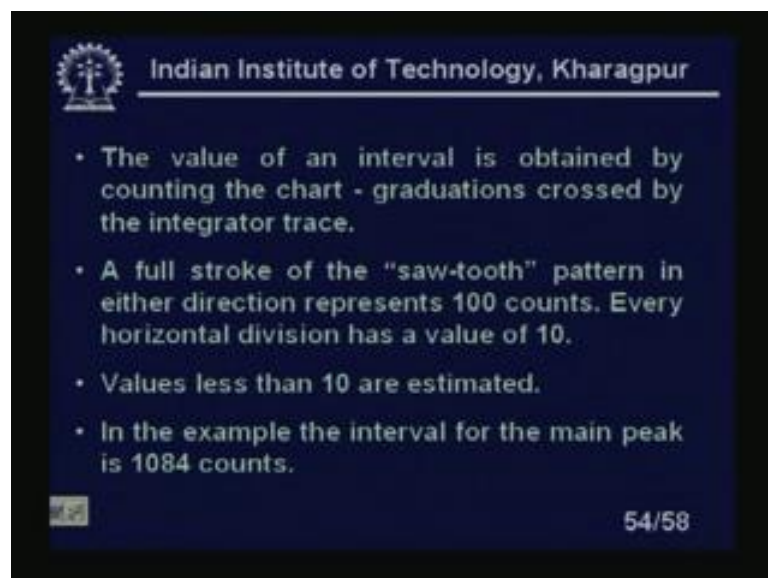 Indian Institute of Technology, Kharagpur
• The value of an interval is obtained by
counting the chart - graduations crossed by
the integrator trace.
• A full stroke of the “saw-tooth” pattern in
either direction represents 100 counts. Every
horizontal division has a value of 10.
• Values less than 10 are estimated.
• In the example the interval for the main peak
is 1084 counts.
54/58